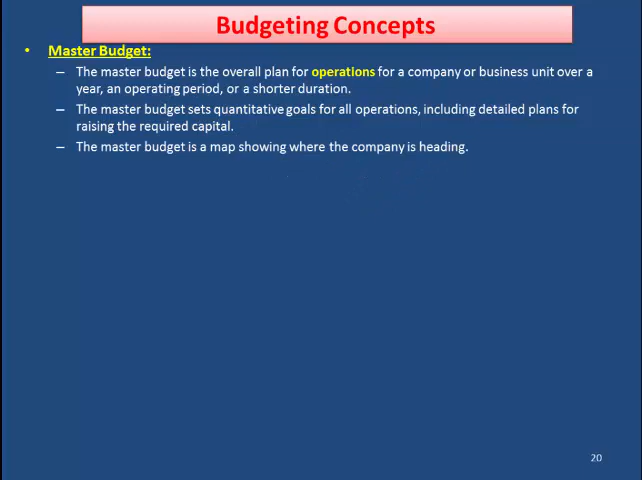 Budgeting Concepts
• Master Budget:
– The master budget is the overall plan for operations for a company or business unit over a
year, an operating period, or a shorter duration.
– The master budget sets quantitative goals for all operations, including detailed plans for
raising the required capital.
– The master budget is a map showing where the company is heading.
20